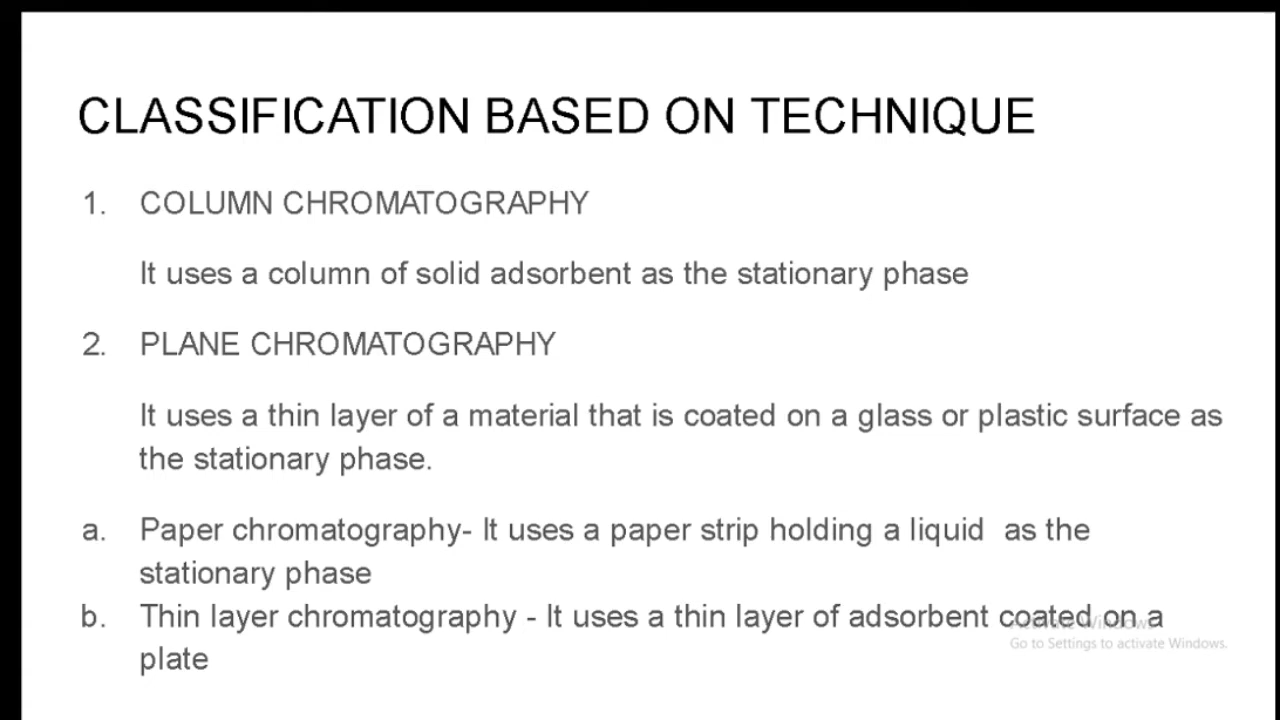 CLASSIFICATION BASED ON TECHNIQUE
1. COLUMN CHROMATOGRAPHY
It uses a column of solid adsorbent as the stationary phase
2. PLANE CHROMATOGRAPHY
It uses a thin layer of a material that is coated on a glass or plastic surface as
the stationary phase.
a. Paper chromatography- It uses a paper strip holding a liquid as the
stationary phase
b. Thin layer chromatography - It uses a thin layer of adsorbent coated on a
plate
Activate Windows
Go to Settings to activate Windows.